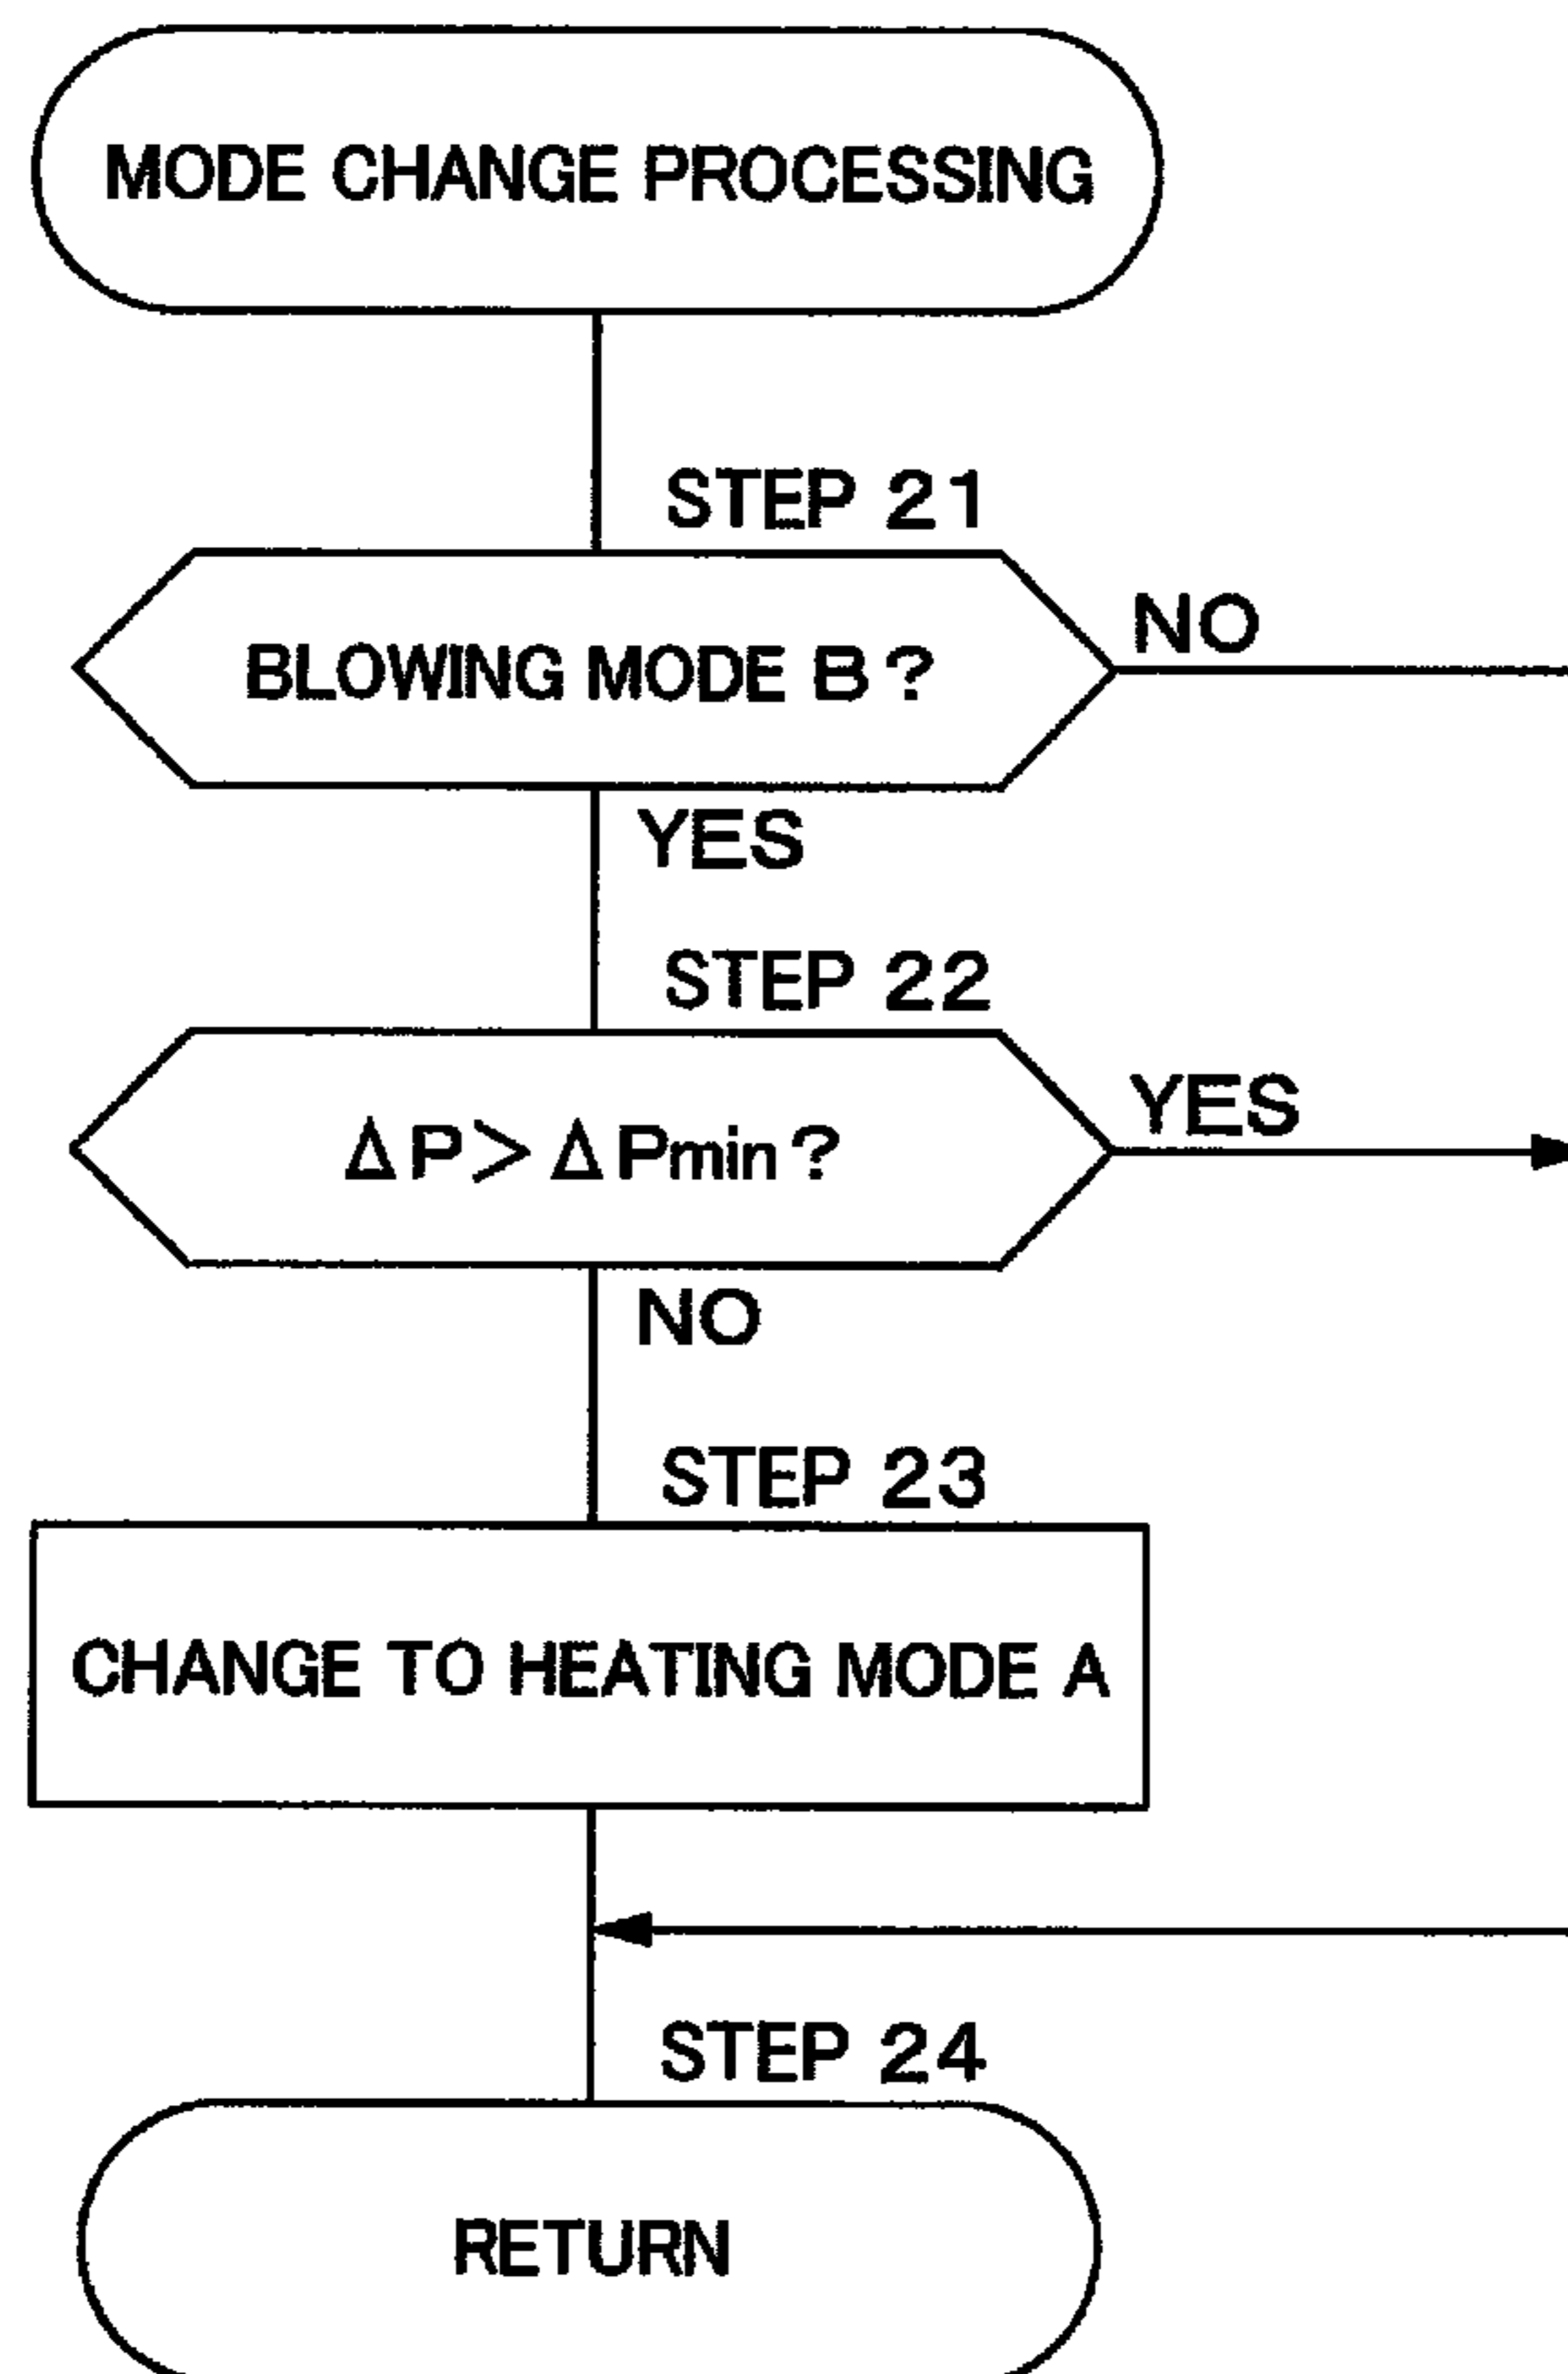 MODE CHANGE PROCESSING
STEP 21
BLOWING MODE B?
NO
YES
STEP 22
ΔP>ΔPmin?
YES
NO
STEP 23
CHANGE TO HEATING MODE A
STEP 24
RETURN